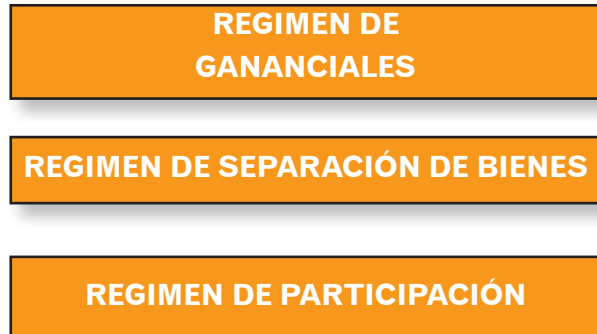 REGIMEN DE
GANANCIALES
REGIMEN DE SEPARACIÓN DE BIENES
REGIMEN DE PARTICIPACIÓN